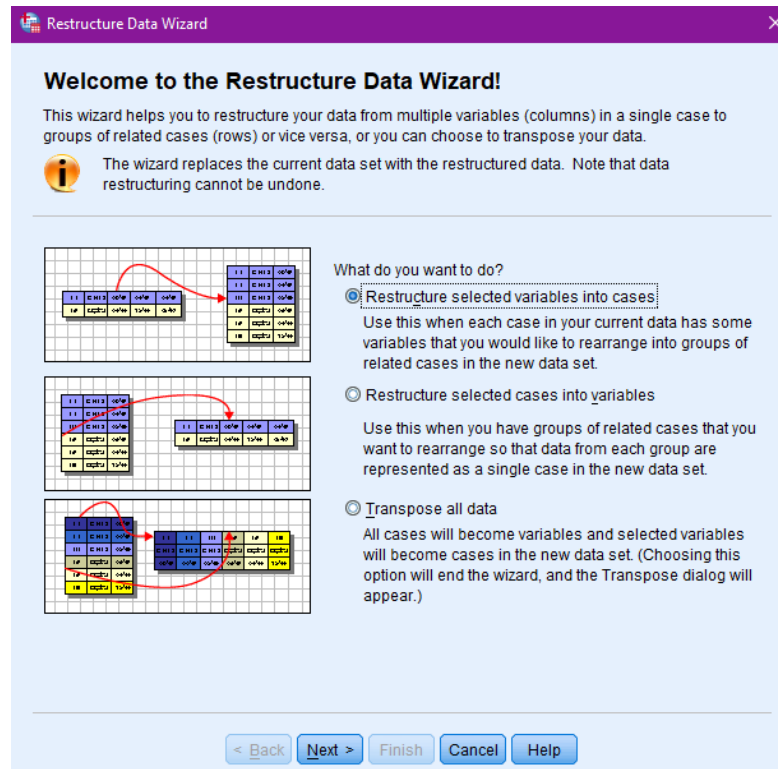 Restructure Data Wizard
Welcome to the Restructure Data Wizard!
This wizard helps you to restructure your data from multiple variables (columns) in a single case to
groups of related cases (rows) or vice versa, or you can choose to transpose your data.
The wizard replaces the current data set with the restructured data. Note that data
restructuring cannot be undone.
What do you want to do?
Restructure selected variables into cases
Use this when each case in your current data has some
variables that you would like to rearrange into groups of
related cases in the new data set.
Restructure selected cases into variables
Use this when you have groups of related cases that you
want to rearrange so that data from each group are
represented as a single case in the new data set.
Transpose all data
All cases will become variables and selected variables
will become cases in the new data set. (Choosing this
option will end the wizard, and the Transpose dialog will
appear.)
< Back Next > Finish Cancel Help